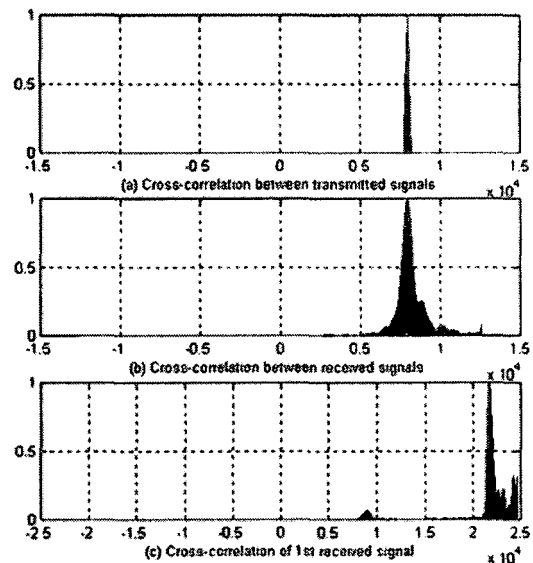 1
0.5
0
-1.5 -1 -0.5 0 0.5 1 1.5
(a) Cross-correlation between transmitted signals
x 10^4
1
0.5
0
-1.5 -1 -0.5 0 0.5 1 1.5
(b) Cross-correlation between received signals
x 10^4
1
0.5
0
-2.5 -2 -1.5 -1 -0.5 0 0.5 1 1.5 2 2.5
(c) Cross-correlation of 1st received signal
x 10^4